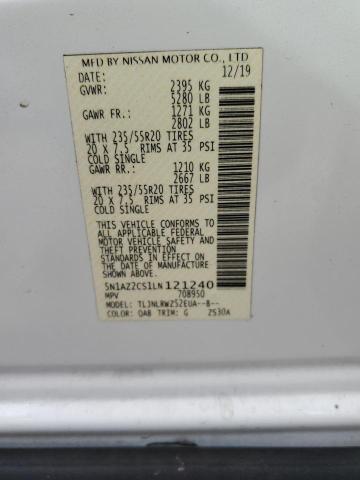 MFD BY NISSAN MOTOR CO., LTD
DATE: 12/19
GVWR: 2395 KG
5280 LB
GAWR FR.: 1271 KG
2802 LB
WITH 235/55R20 TIRES
20 X 7.5 RIMS AT 35 PSI
COLD SINGLE
GAWR RR.: 1210 KG
2667 LB
WITH 235/55R20 TIRES
20 X 7.5 RIMS AT 35 PSI
COLD SINGLE
THIS VEHICLE CONFORMS TO
ALL APPLICABLE FEDERAL
MOTOR VEHICLE SAFETY AND
THEFT PREVENTION
STANDARDS IN EFFECT ON
THE DATE OF MANUFACTURE
SHOWN ABOVE.
5N1AZ2CS1LN121240
MPV 708950
MODEL: TLJNLRWZ52EUA--B--
COLOR: QAB TRIM: G ZS30A